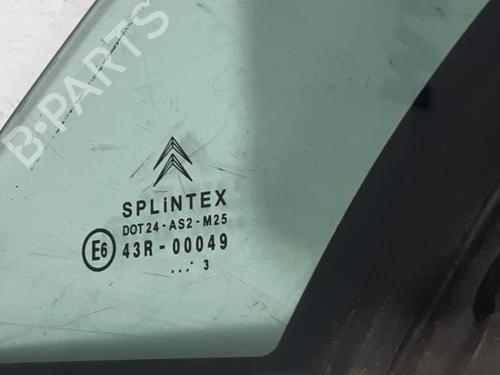 B-PARTS
SPLiNTEX
DOT24-AS2-M25
E6 43R-00049
....· 3